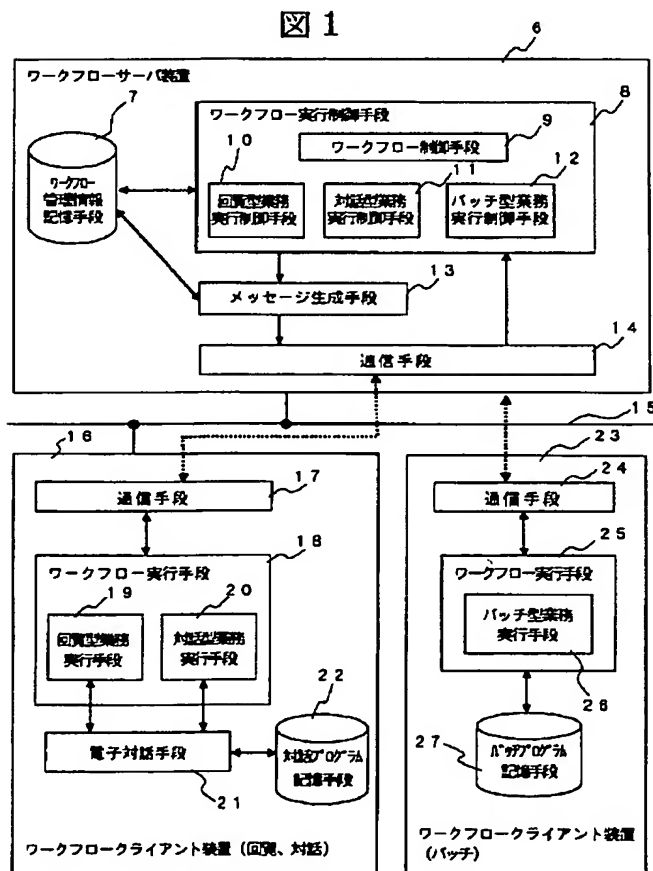 図1
6
ワークフローサーバ装置
7
8
ワークフロー実行制御手段
9
ワークフロー制御手段
10
11
12
ワークフロー
管理情報
記憶手段
回覧型業務
実行制御手段
対話型業務
実行制御手段
バッチ型業務
実行制御手段
13
メッセージ生成手段
14
通信手段
15
16
23
17
通信手段
24
通信手段
18
25
ワークフロー実行手段
ワークフロー実行手段
19
20
回覧型業務
実行手段
対話型業務
実行手段
バッチ型業務
実行手段
26
22
電子対話手段
21
対話プログラム
記憶手段
27
バッチプログラム
記憶手段
ワークフロークライアント装置(回覧、対話)
ワークフロークライアント装置
(バッチ)